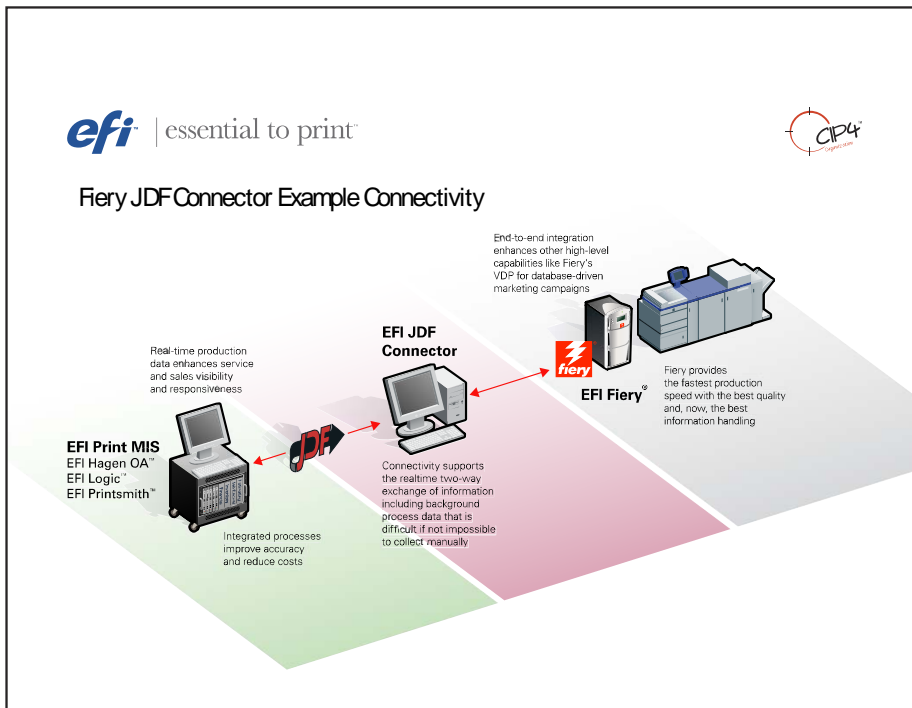 efi™ | essential to print™
CIP4™
Organization
Fiery JDF Connector Example Connectivity
End-to-end integration
enhances other high-level
capabilities like Fiery's
VDP for database-driven
marketing campaigns
EFI JDF
Connector
Real-time production
data enhances service
and sales visibility
and responsiveness
fiery
EFI Fiery®
Fiery provides
the fastest production
speed with the best quality
and, now, the best
information handling
EFI Print MIS
EFI Hagen OA™
EFI Logic™
EFI Printsmith™
JDF
Connectivity supports
the realtime two-way
exchange of information
including background
process data that is
difficult if not impossible
to collect manually
Integrated processes
improve accuracy
and reduce costs